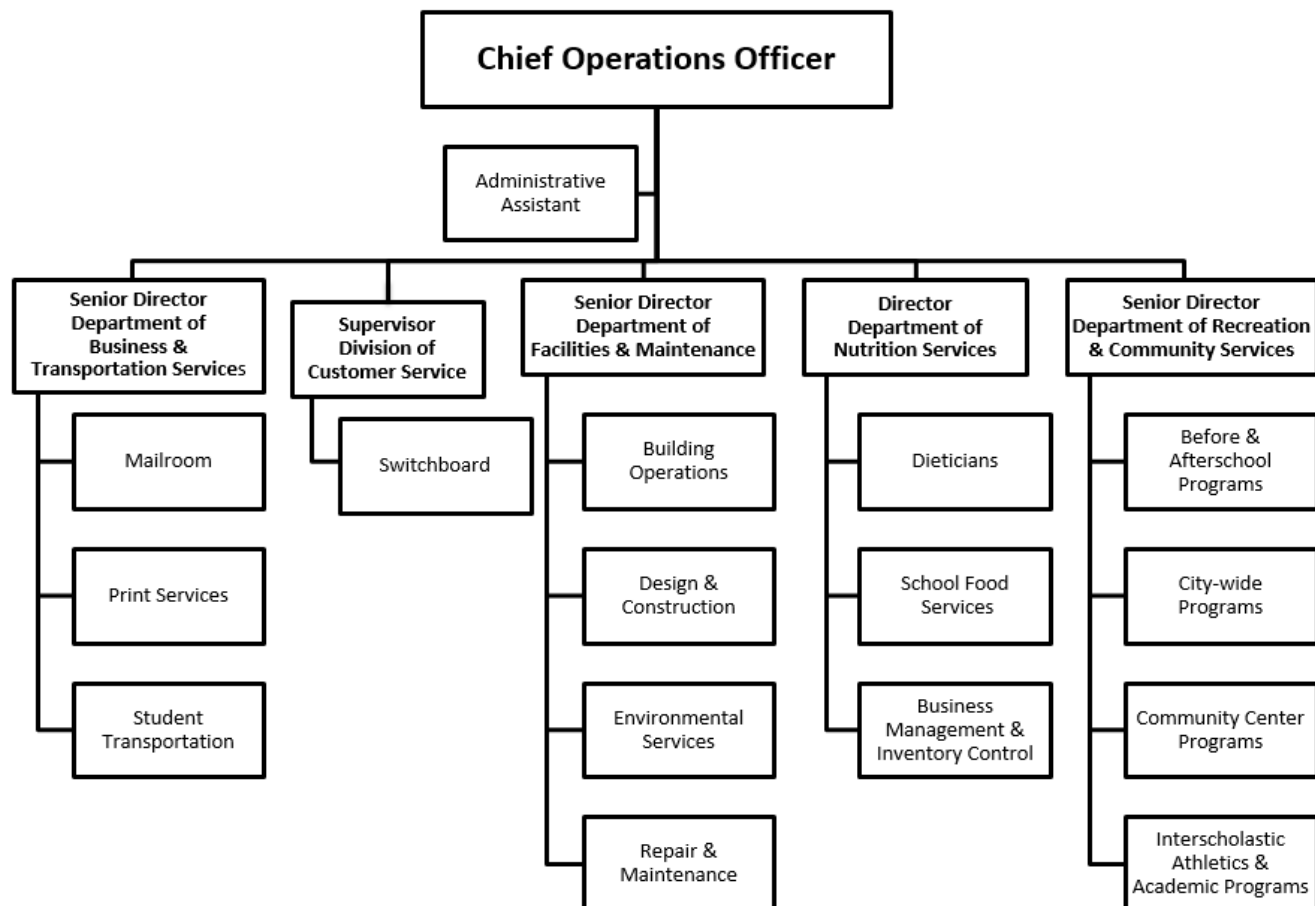 Chief Operations Officer
Administrative
Assistant
Senior Director
Department of
Business &
Transportation Services
Supervisor
Division of
Customer Service
Senior Director
Department of
Facilities & Maintenance
Director
Department of
Nutrition Services
Senior Director
Department of Recreation
& Community Services
Mailroom
Switchboard
Building
Operations
Dieticians
Before &
Afterschool
Programs
Print Services
Design &
Construction
School Food
Services
City-wide
Programs
Student
Transportation
Environmental
Services
Business
Management &
Inventory Control
Community Center
Programs
Repair &
Maintenance
Interscholastic
Athletics &
Academic Programs